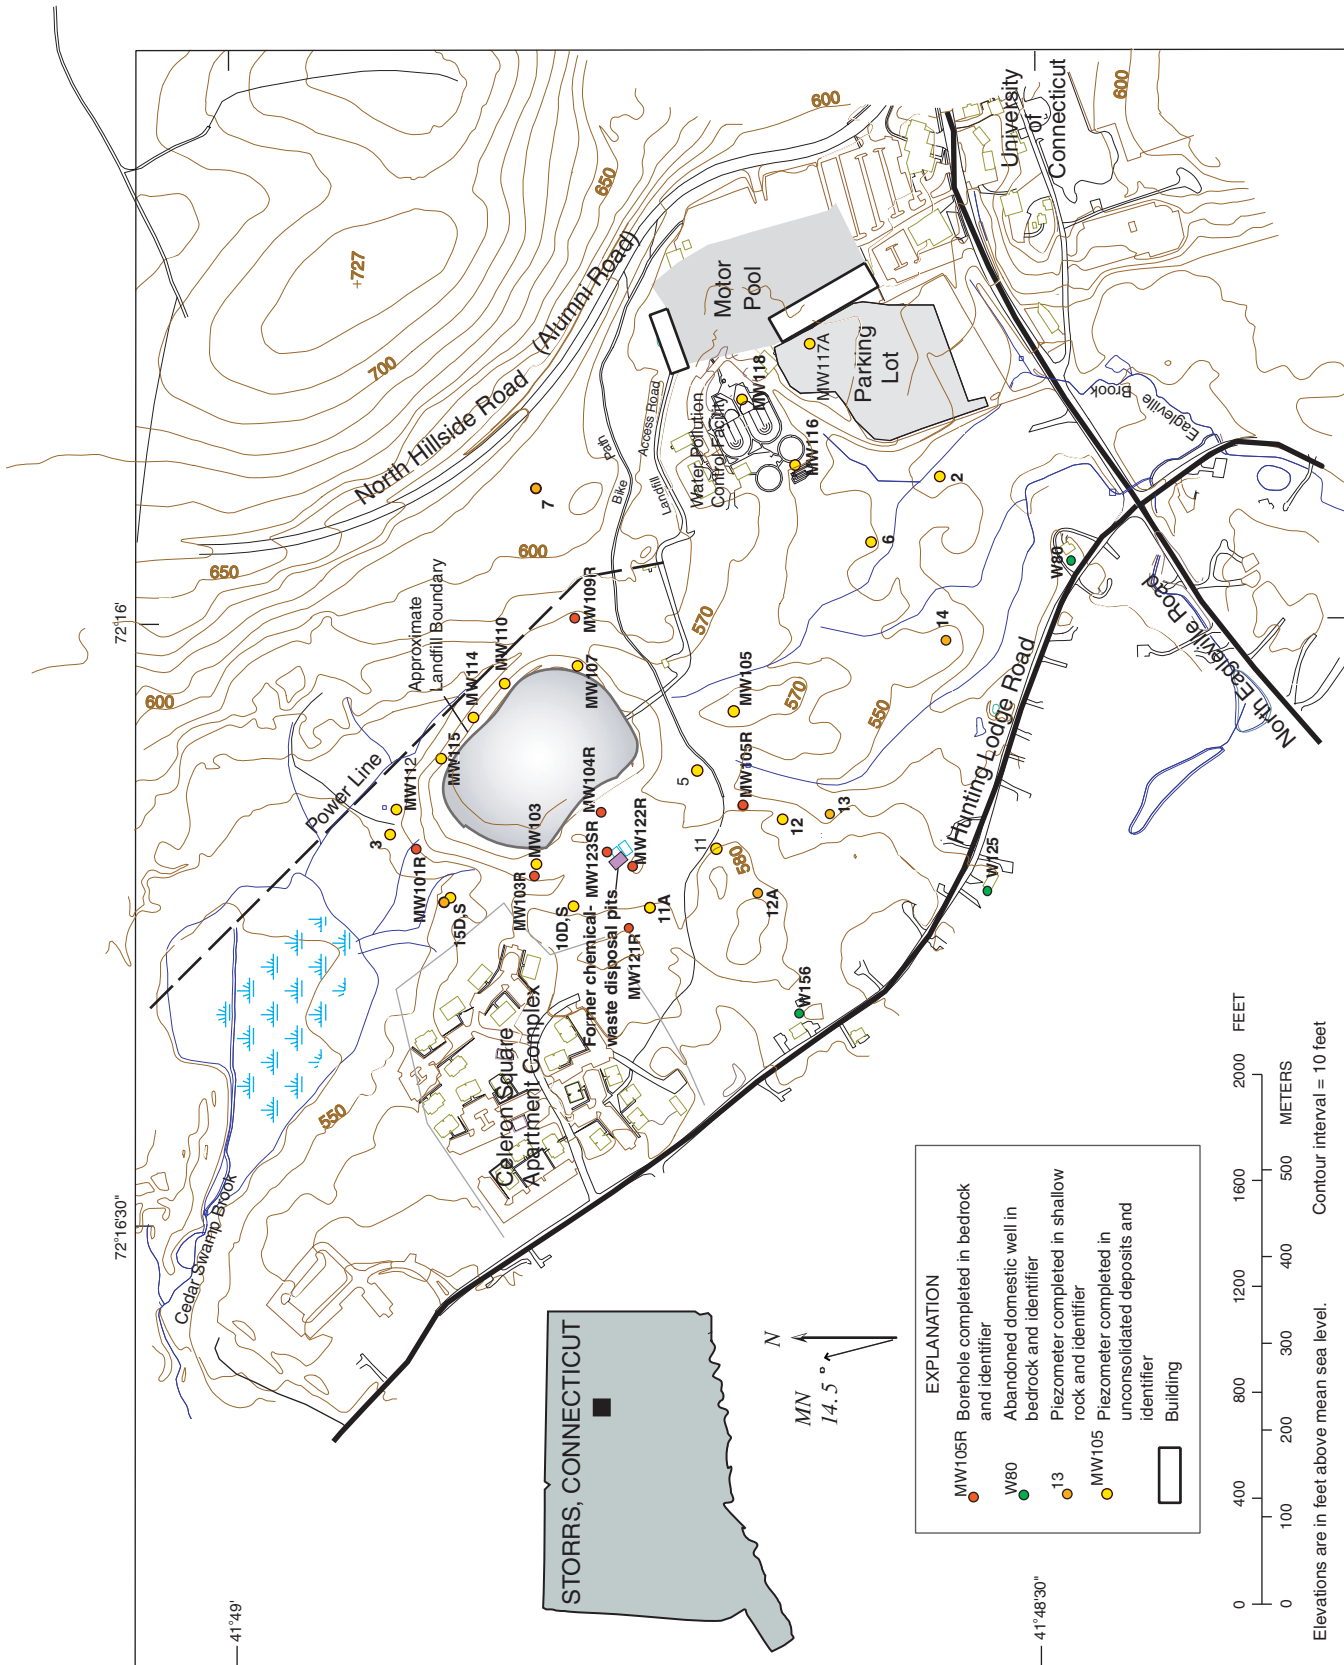 72°16'30"
72°16'
41°49'
41°48'30"
Cedar Swamp Brook
550
Power Line
600
650
700
+727
650
600
600
North Hillside Road
(Alumni Road)
Approximate
Landfill Boundary
600
MW112
3
MW101R
15D,S
MW115
MW114
MW110
MW107
MW109R
7
MW103R
MW103
MW104R
MW123SR
MW122R
10D,S
Former chemical-
waste disposal pits
MW121R
11A
Celeron Square
Apartment Complex
Bike
Path
Landfill
Access Road
Water Pollution
Control Facility
Motor
Pool
MW118
MW117A
Parking
Lot
MW116
University
of
Connecticut
570
5
MW105
570
MW105R
11
580
12
13
12A
550
14
6
2
W156
W125
W80
Hunting Lodge Road
North Eagleville Road
Eagleville
Brook
STORRS, CONNECTICUT
N
MN
14.5 °
EXPLANATION
MW105R
Borehole completed in bedrock
and identifier
W80
Abandoned domestic well in
bedrock and identifier
13
Piezometer completed in shallow
rock and identifier
MW105
Piezometer completed in
unconsolidated deposits and
identifier
Building
0 400 800 1200 1600 2000 FEET
0 100 200 300 400 500 METERS
Elevations are in feet above mean sea level. Contour interval = 10 feet